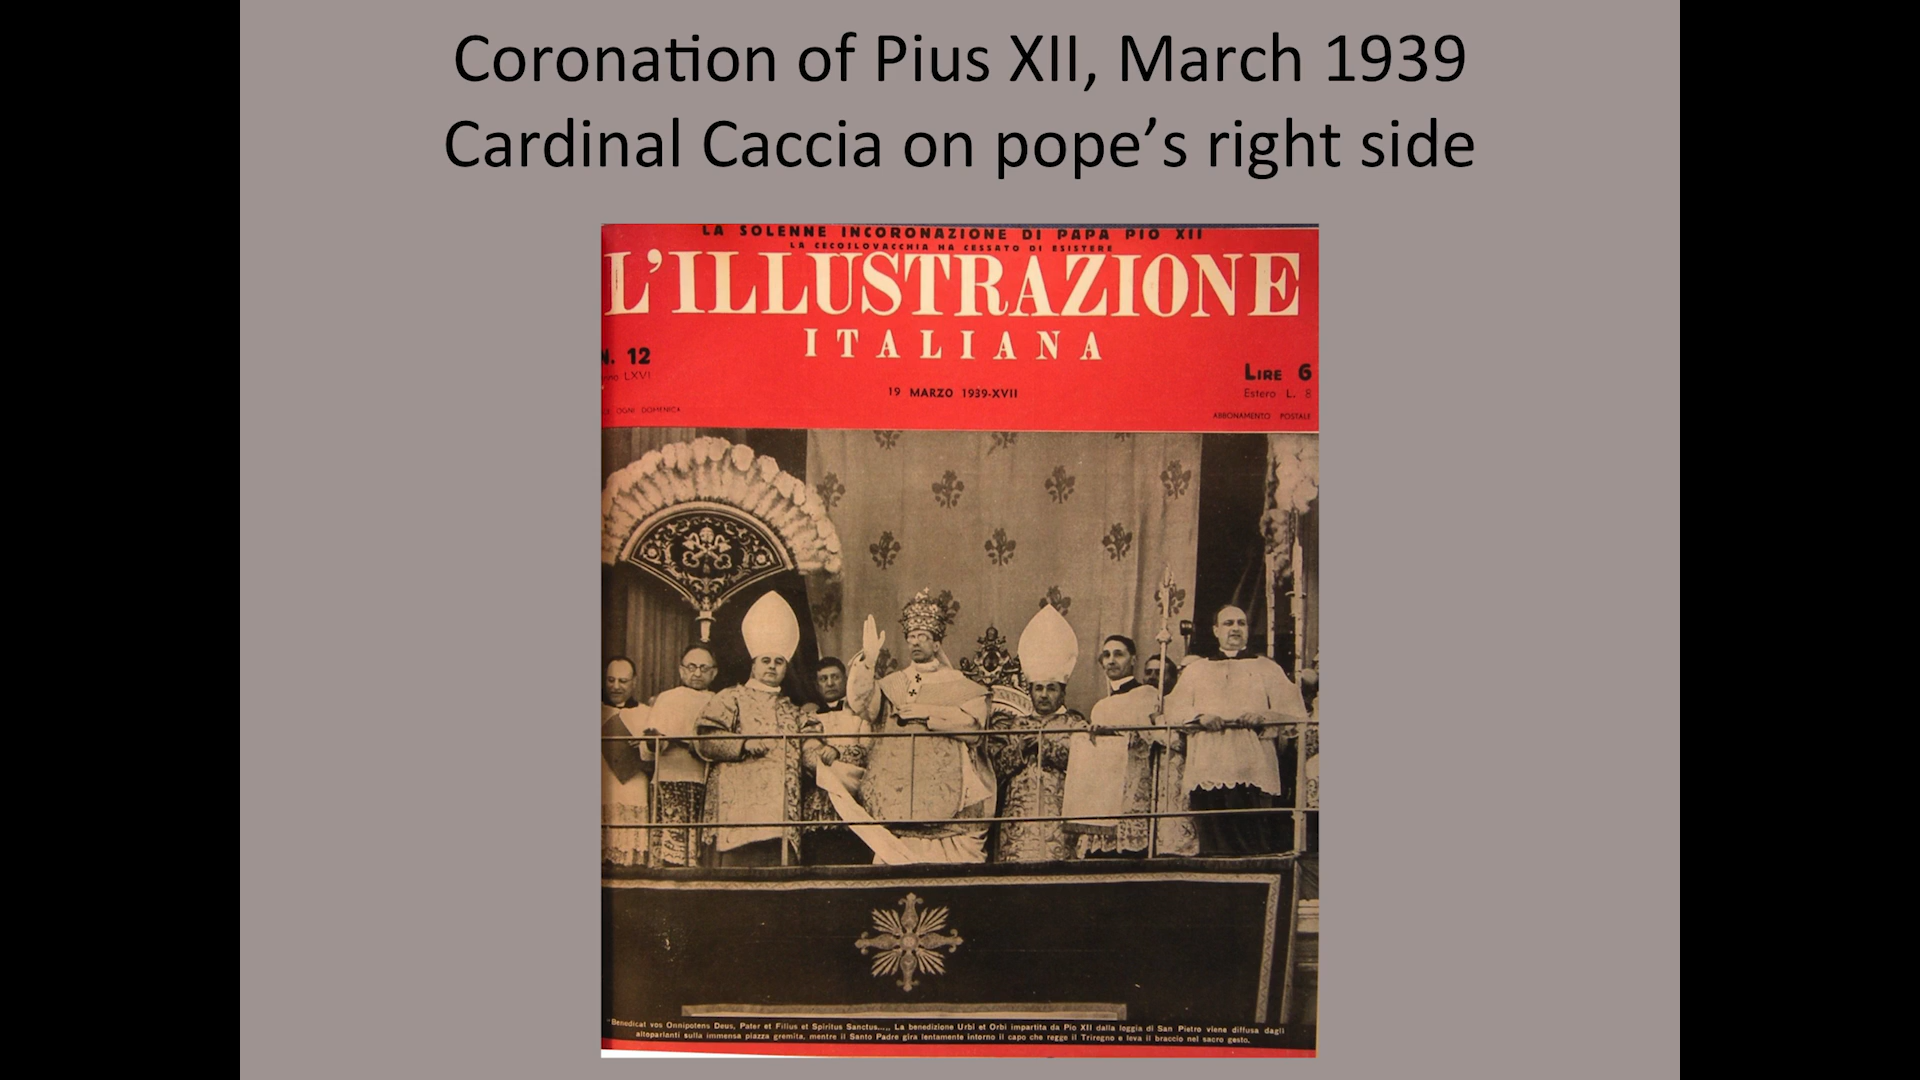 Coronation of Pius XII, March 1939
Cardinal Caccia on pope’s right side
LA SOLENNE INCORONAZIONE DI PAPA PIO XII
LA CECOSLOVACCHIA HA CESSATO DI ESISTERE
L'ILLUSTRAZIONE
ITALIANA
N. 12
LXVI
LIRE 6
Estero L. 8
19 MARZO 1939-XVII
OGNI DOMENICA
ABBONAMENTO POSTALE
"Benedicat vos Omnipotens Deus, Pater et Filius et Spiritus Sanctus.... La benedizione Urbi et Orbi impartita da Pio XII dalla loggia di San Pietro viene diffusa dagli
altoparlanti sulla immensa piazza gremita, mentre il Santo Padre gira lentamente intorno il capo che regge il Triregno e leva il braccio nel sacro gesto.